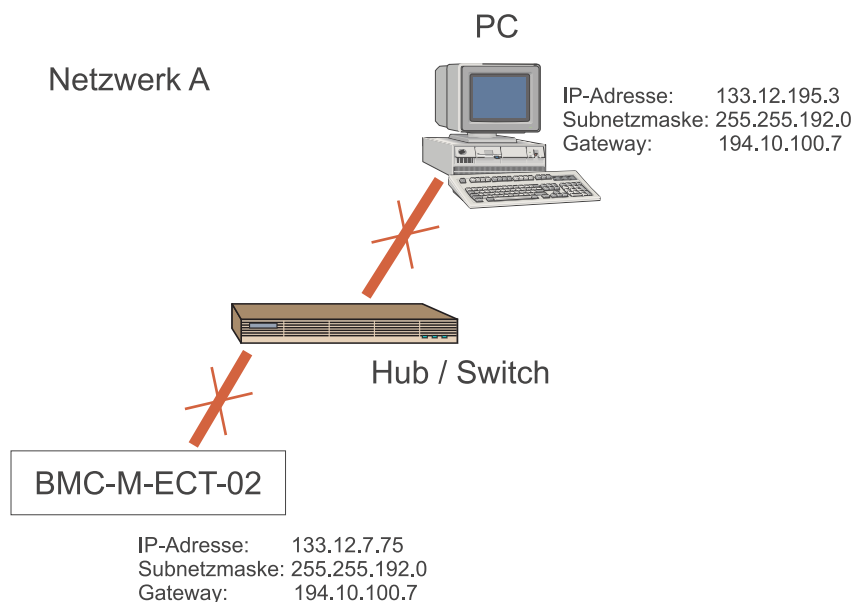 PC
Netzwerk A
IP-Adresse: 133.12.195.3
Subnetzmaske: 255.255.192.0
Gateway: 194.10.100.7
Hub / Switch
BMC-M-ECT-02
IP-Adresse: 133.12.7.75
Subnetzmaske: 255.255.192.0
Gateway: 194.10.100.7